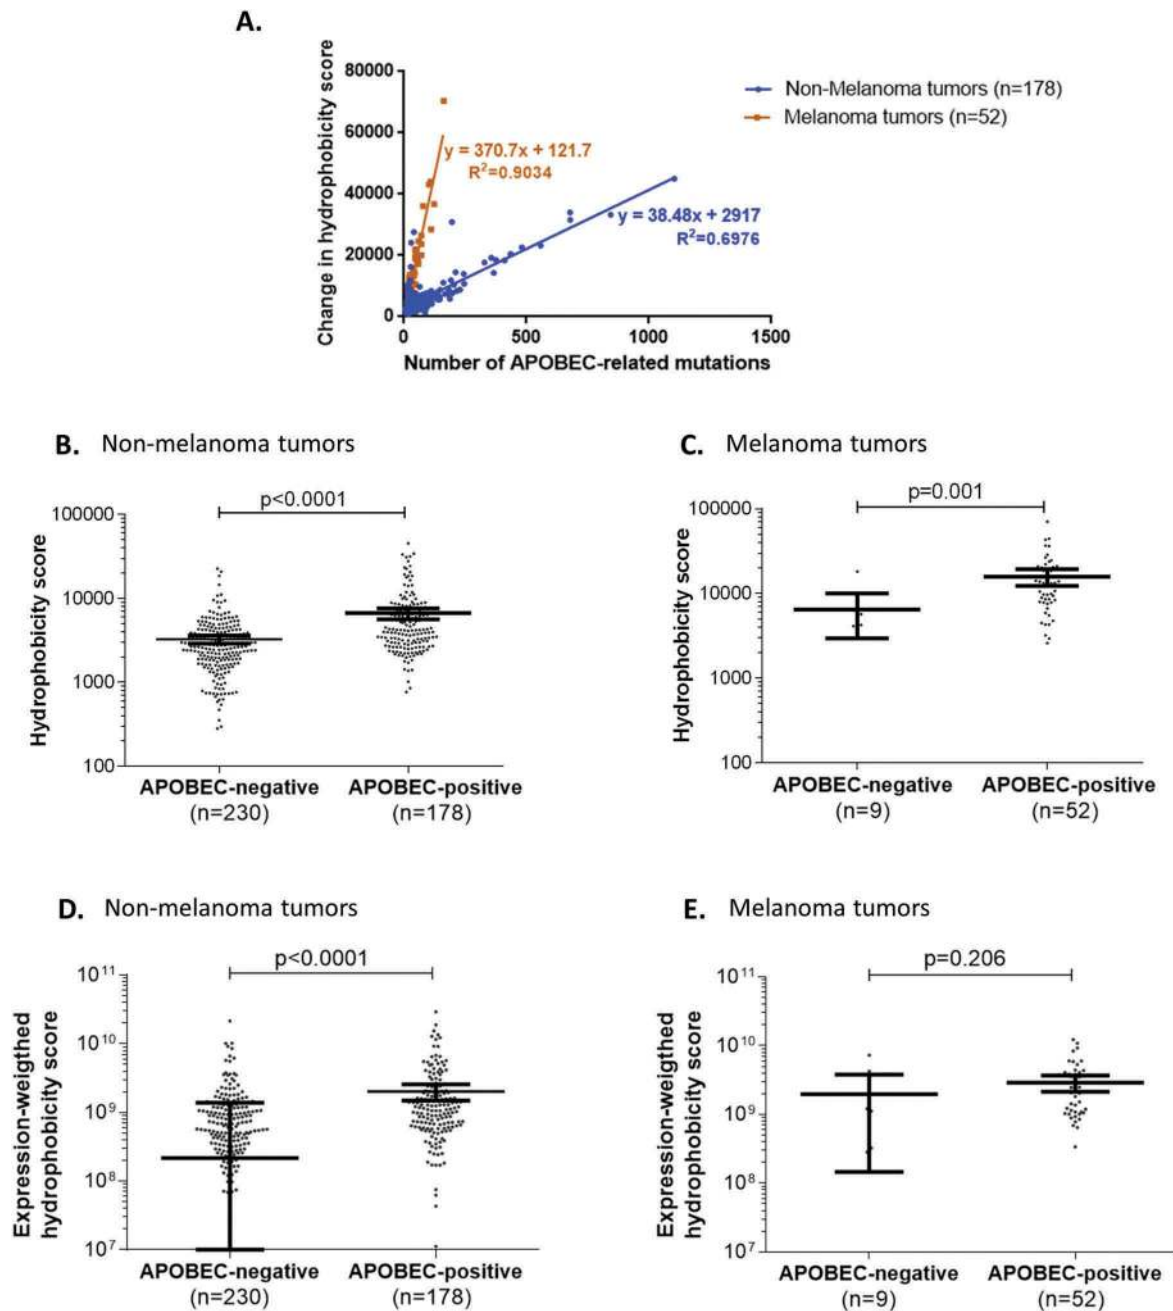 A.
Change in hydrophobicity score
80000
60000
40000
20000
0
0
500
1000
1500
Number of APOBEC-related mutations
y = 370.7x + 121.7
R²=0.9034
y = 38.48x + 2917
R²=0.6976
Non-Melanoma tumors (n=178)
Melanoma tumors (n=52)
B. Non-melanoma tumors
p<0.0001
Hydrophobicity score
100000
10000
1000
100
APOBEC-negative
(n=230)
APOBEC-positive
(n=178)
C. Melanoma tumors
p=0.001
Hydrophobicity score
100000
10000
1000
100
APOBEC-negative
(n=9)
APOBEC-positive
(n=52)
D. Non-melanoma tumors
p<0.0001
Expression-weigthed
hydrophobicity score
10¹¹
10¹⁰
10⁹
10⁸
10⁷
APOBEC-negative
(n=230)
APOBEC-positive
(n=178)
E. Melanoma tumors
p=0.206
Expression-weigthed
hydrophobicity score
10¹¹
10¹⁰
10⁹
10⁸
10⁷
APOBEC-negative
(n=9)
APOBEC-positive
(n=52)